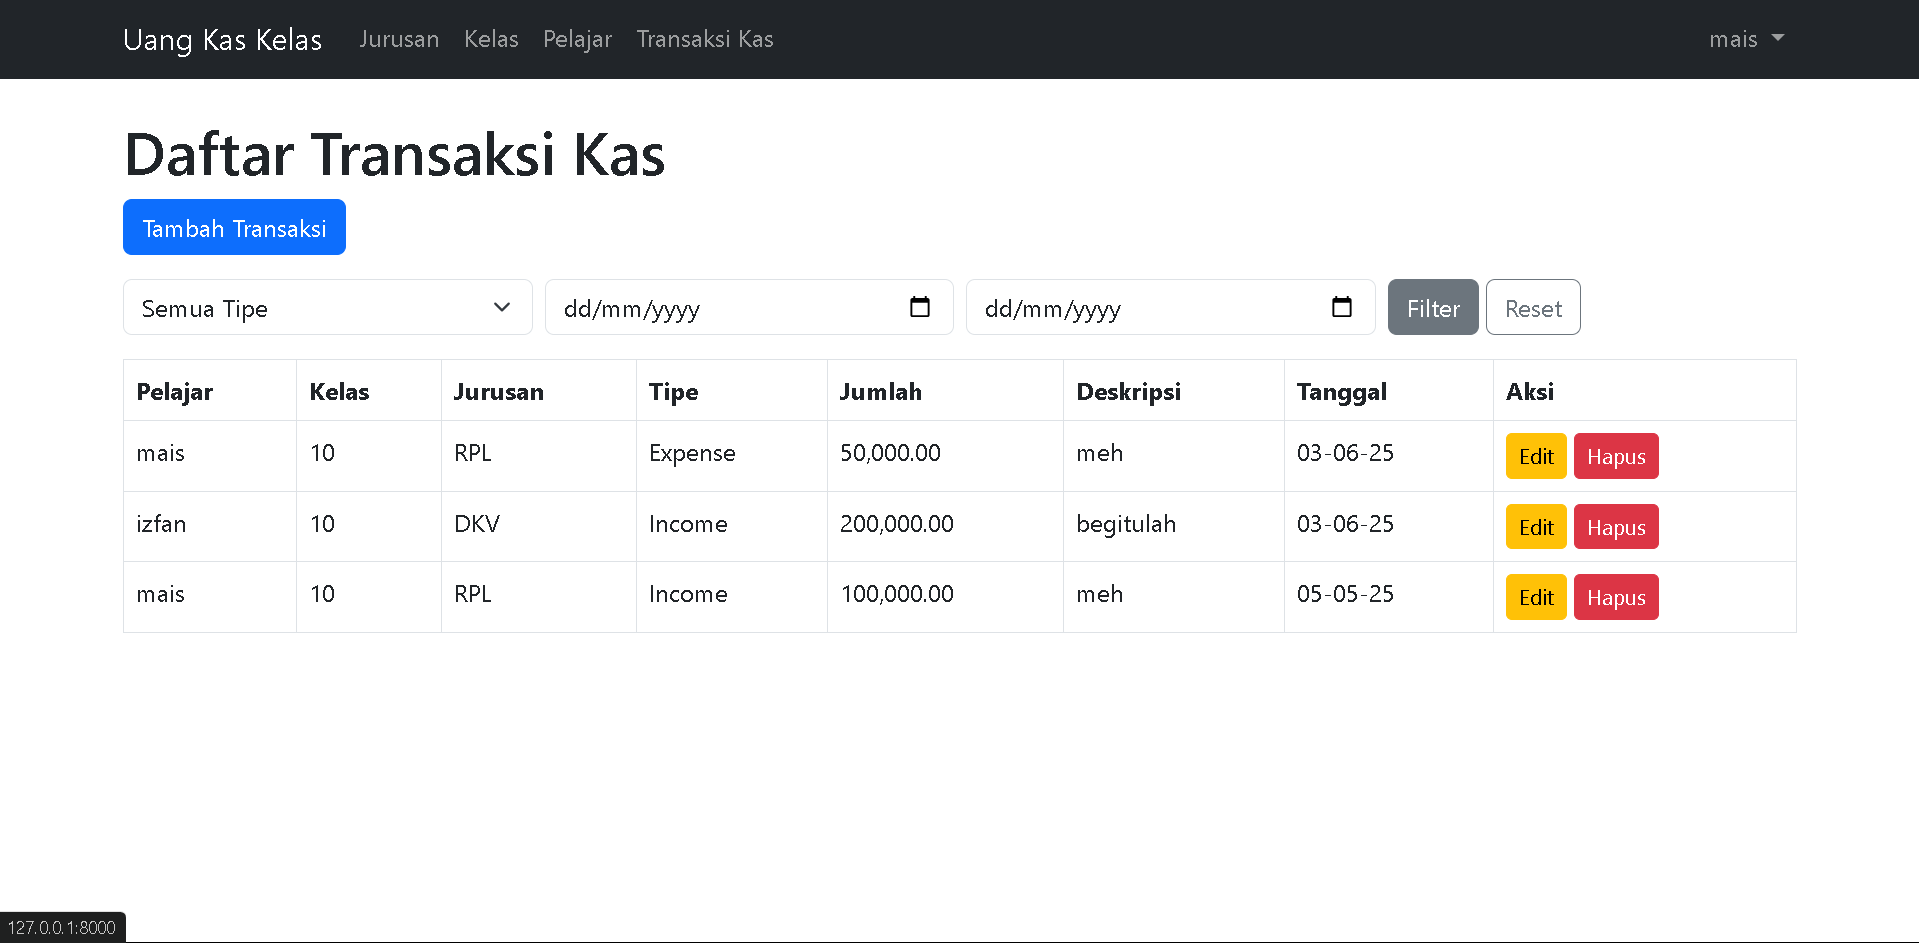 Uang Kas Kelas Jurusan Kelas Pelajar Transaksi Kas mais
Daftar Transaksi Kas
Tambah Transaksi
Semua Tipe dd/mm/yyyy dd/mm/yyyy Filter Reset
Pelajar Kelas Jurusan Tipe Jumlah Deskripsi Tanggal Aksi
mais 10 RPL Expense 50,000.00 meh 03-06-25 Edit Hapus
izfan 10 DKV Income 200,000.00 begitulah 03-06-25 Edit Hapus
mais 10 RPL Income 100,000.00 meh 05-05-25 Edit Hapus
127.0.0.1:8000